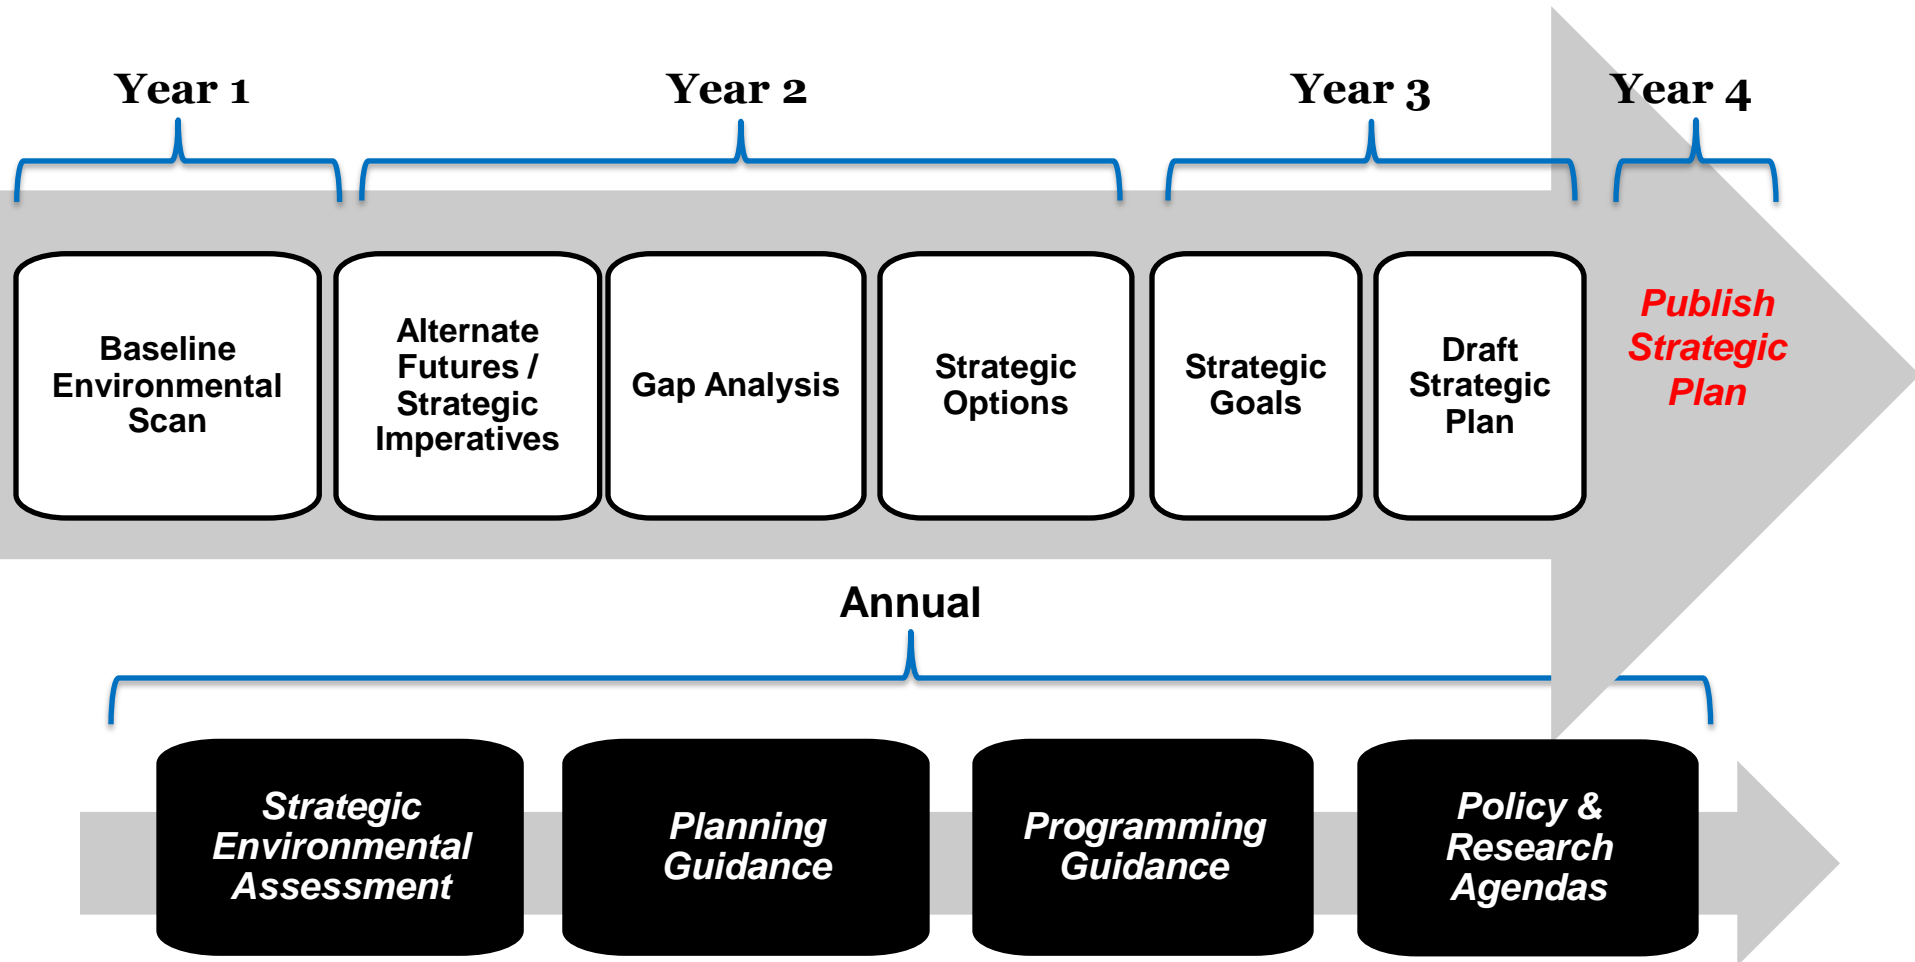 Year 1
Year 2
Year 3
Year 4
Baseline
Environmental
Scan
Alternate
Futures /
Strategic
Imperatives
Gap Analysis
Strategic
Options
Strategic
Goals
Draft
Strategic
Plan
Publish
Strategic
Plan
Annual
Strategic
Environmental
Assessment
Planning
Guidance
Programming
Guidance
Policy &
Research
Agendas